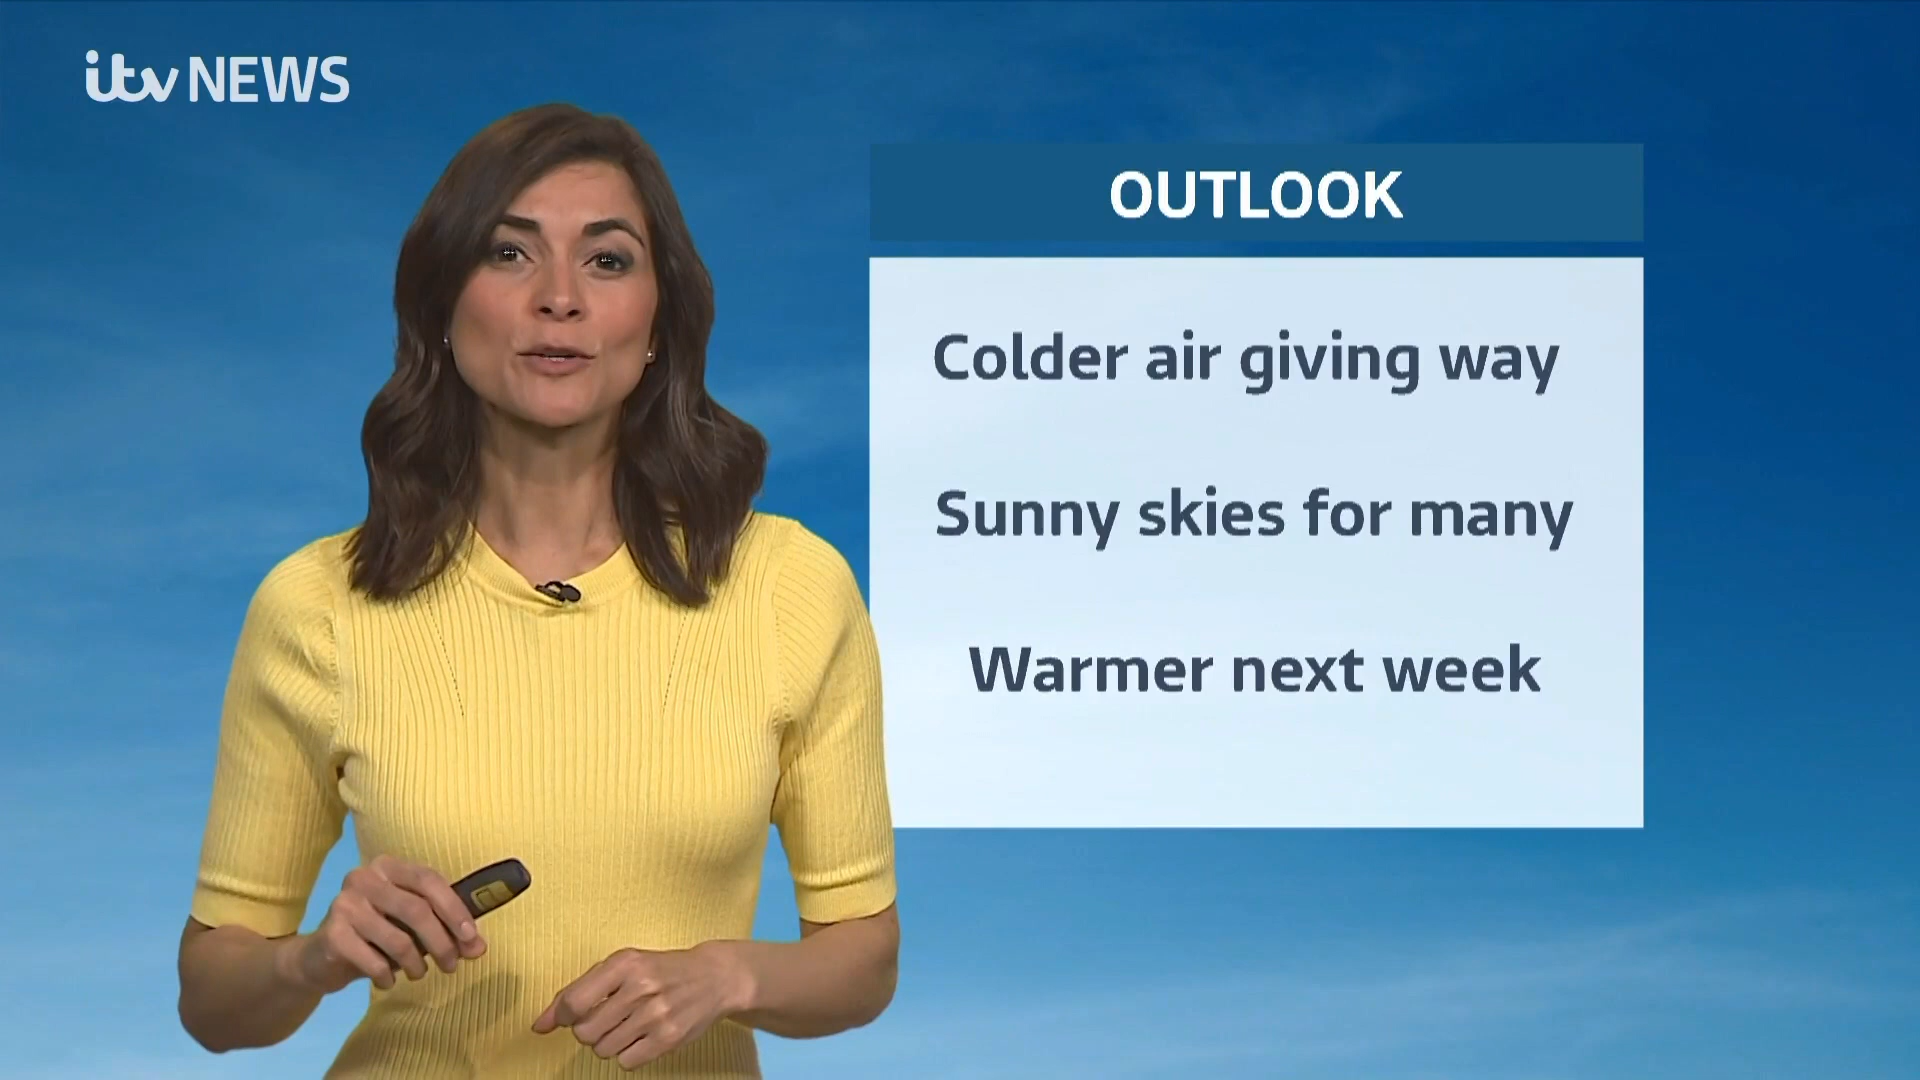 itv NEWS
OUTLOOK
Colder air giving way
Sunny skies for many
Warmer next week